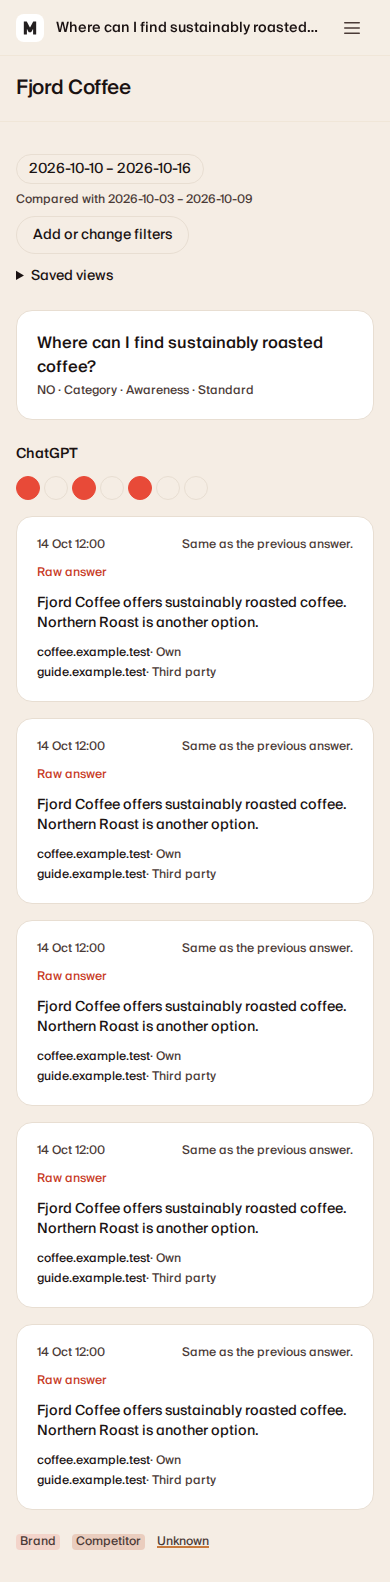 M
Where can I find sustainably roasted...
Fjord Coffee
2026-10-10 – 2026-10-16
Compared with 2026-10-03 – 2026-10-09
Add or change filters
Saved views
Where can I find sustainably roasted
coffee?
NO · Category · Awareness · Standard
ChatGPT
14 Oct 12:00 Same as the previous answer.
Raw answer
Fjord Coffee offers sustainably roasted coffee.
Northern Roast is another option.
coffee.example.test· Own
guide.example.test· Third party
14 Oct 12:00 Same as the previous answer.
Raw answer
Fjord Coffee offers sustainably roasted coffee.
Northern Roast is another option.
coffee.example.test· Own
guide.example.test· Third party
14 Oct 12:00 Same as the previous answer.
Raw answer
Fjord Coffee offers sustainably roasted coffee.
Northern Roast is another option.
coffee.example.test· Own
guide.example.test· Third party
14 Oct 12:00 Same as the previous answer.
Raw answer
Fjord Coffee offers sustainably roasted coffee.
Northern Roast is another option.
coffee.example.test· Own
guide.example.test· Third party
14 Oct 12:00 Same as the previous answer.
Raw answer
Fjord Coffee offers sustainably roasted coffee.
Northern Roast is another option.
coffee.example.test· Own
guide.example.test· Third party
Brand Competitor Unknown